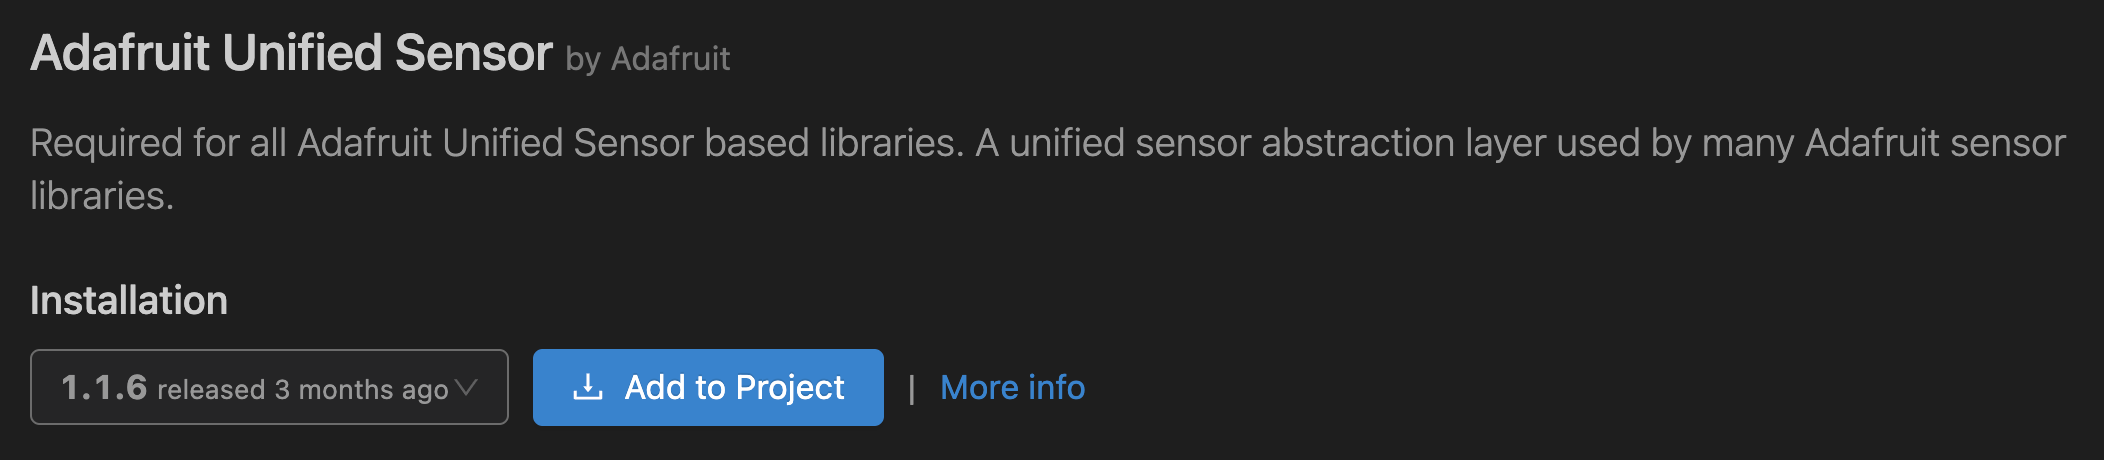 Adafruit Unified Sensor by Adafruit
Required for all Adafruit Unified Sensor based libraries. A unified sensor abstraction layer used by many Adafruit sensor
libraries.
Installation
1.1.6 released 3 months ago Add to Project | More info